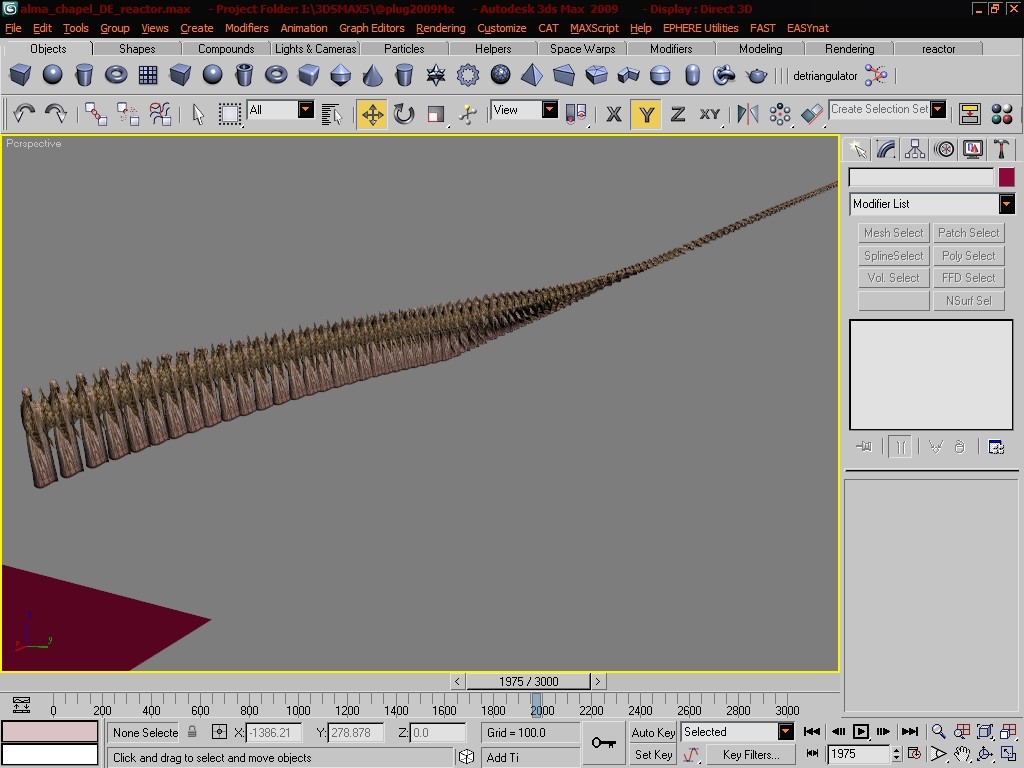 alma_chapel_DE_reactor.max - Project Folder: I:\3DSMAX5\@plug2009Mx - Autodesk 3ds Max 2009 - Display : Direct 3D
File Edit Tools Group Views Create Modifiers Animation Graph Editors Rendering Customize CAT MAXScript Help EPHERE Utilities FAST EASYnat
Objects Shapes Compounds Lights & Cameras Particles Helpers Space Warps Modifiers Modeling Rendering reactor
detriangulator
All View X Y Z XY Create Selection Set
Perspective
Modifier List
Mesh Select Patch Select
SplineSelect Poly Select
Vol. Select FFD Select
NSurf Sel
< 1975 / 3000 >
0 200 400 600 800 1000 1200 1400 1600 1800 2000 2200 2400 2600 2800 3000
None Selecte X: -1386.21 Y: 278.878 Z: 0.0 Grid = 100.0 Auto Key Selected
Click and drag to select and move objects Add Ti Set Key Key Filters... 1975
x y z